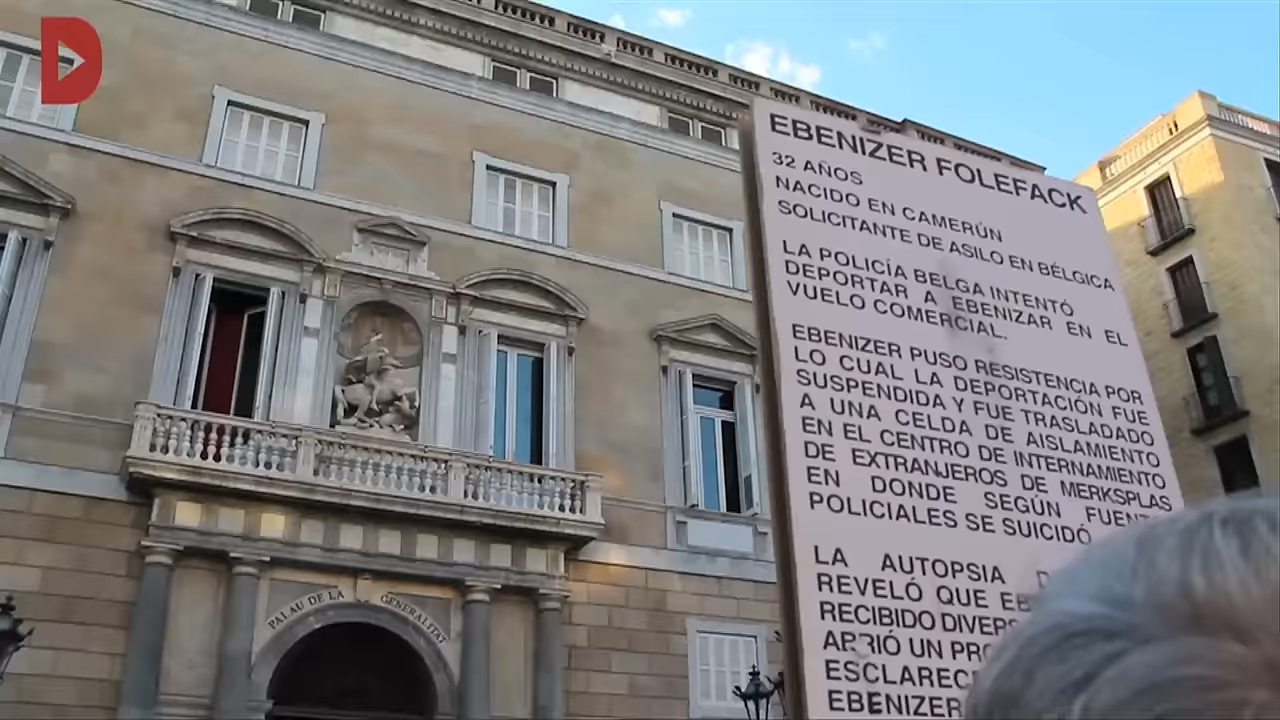 PALAU DE LA GENERALITAT
EBENIZER FOLEFACK
32 AÑOS
NACIDO EN CAMERÚN
SOLICITANTE DE ASILO EN BÉLGICA
LA POLICÍA BELGA INTENTÓ
DEPORTAR A EBENIZAR EN EL
VUELO COMERCIAL.
EBENIZER PUSO RESISTENCIA POR
LO CUAL LA DEPORTACIÓN FUE
SUSPENDIDA Y FUE TRASLADADO
A UNA CELDA DE AISLAMIENTO
EN EL CENTRO DE INTERNAMIENTO
DE EXTRANJEROS DE MERKSPLAS
EN DONDE SEGÚN
POLICIALES SE SUICIDÓ
LA AUTOPSIA
REVELÓ QUE
RECIBIDO
ABRIÓ UN
EBENIZER